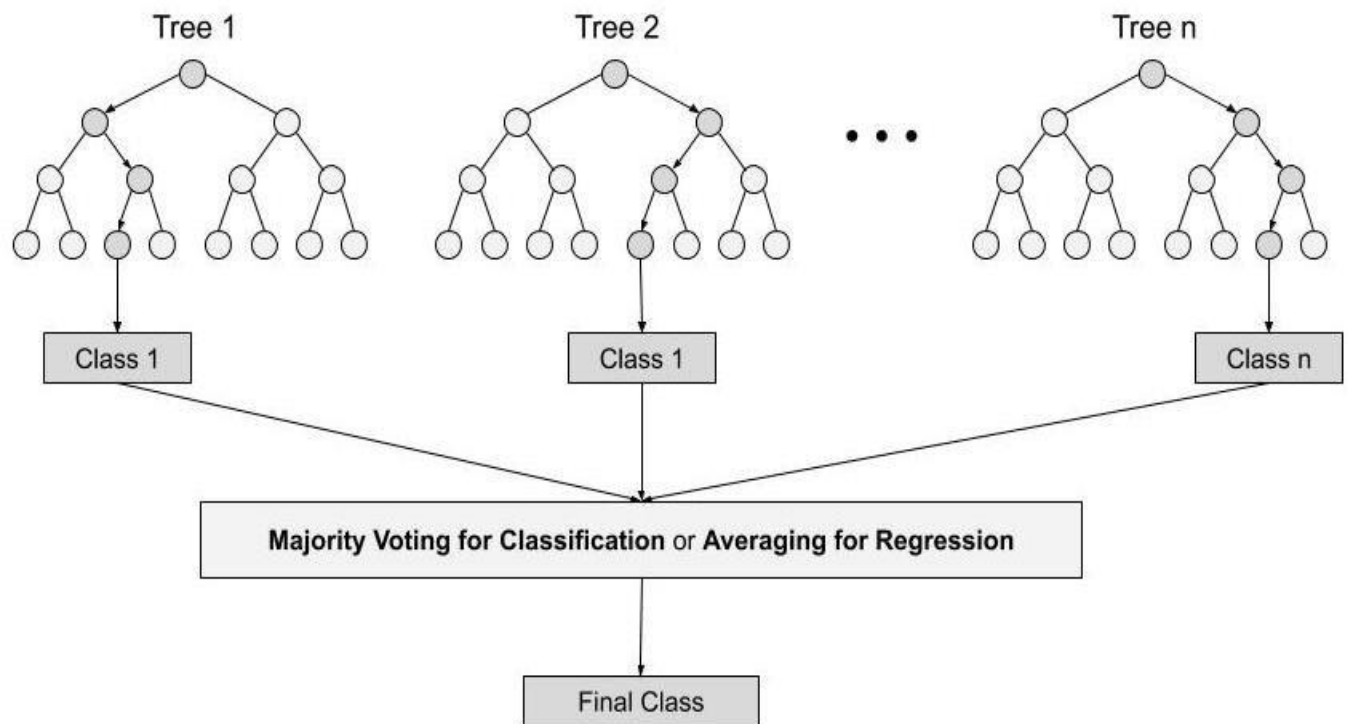 Tree 1
Tree 2
Tree n
Class 1
Class 1
Class n
Majority Voting for Classification or Averaging for Regression
Final Class